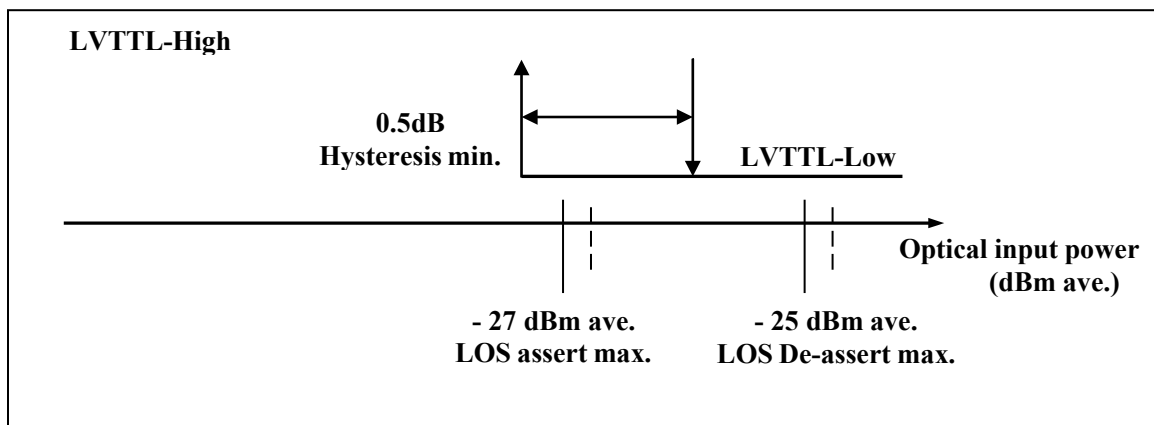 LVTTL-High
0.5dB
Hysteresis min.
LVTTL-Low
Optical input power
(dBm ave.)
- 27 dBm ave.
LOS assert max.
- 25 dBm ave.
LOS De-assert max.